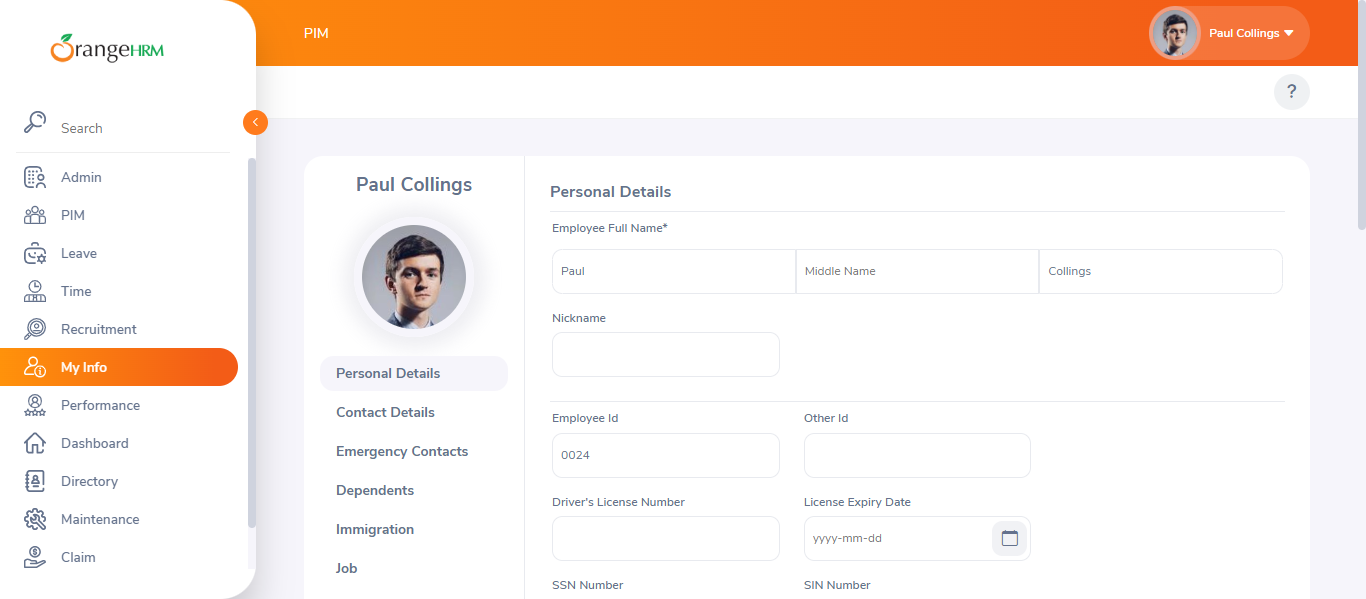 OrangeHRM
Search
Admin
PIM
Leave
Time
Recruitment
My Info
Performance
Dashboard
Directory
Maintenance
Claim
PIM
Paul Collings
?
Paul Collings
Personal Details
Contact Details
Emergency Contacts
Dependents
Immigration
Job
Personal Details
Employee Full Name*
Paul Middle Name Collings
Nickname
Employee Id Other Id
0024
Driver's License Number License Expiry Date
yyyy-mm-dd
SSN Number SIN Number